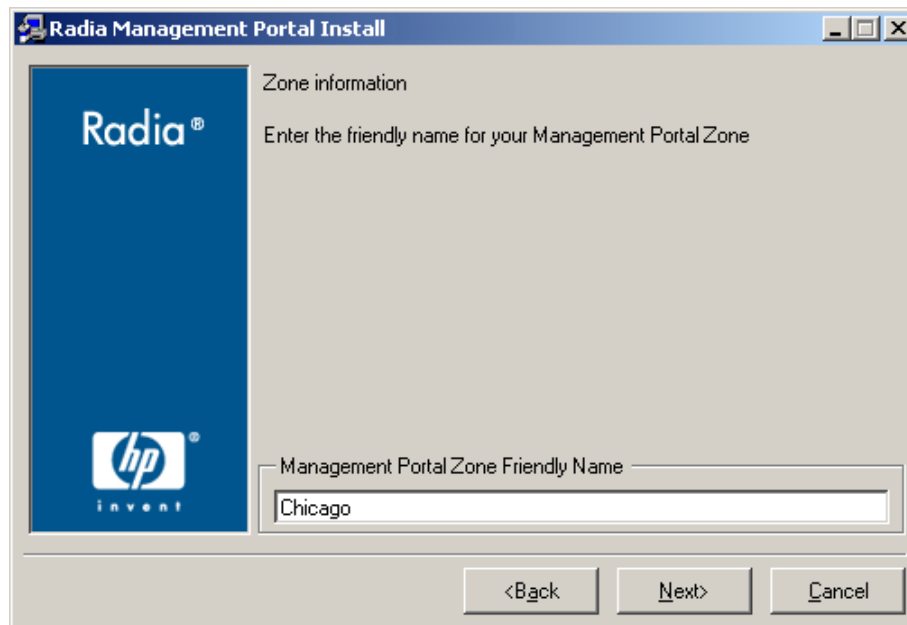 Radia Management Portal Install
Radia®
Zone information
Enter the friendly name for your Management Portal Zone
hp®
invent
Management Portal Zone Friendly Name
Chicago
<Back
Next>
Cancel